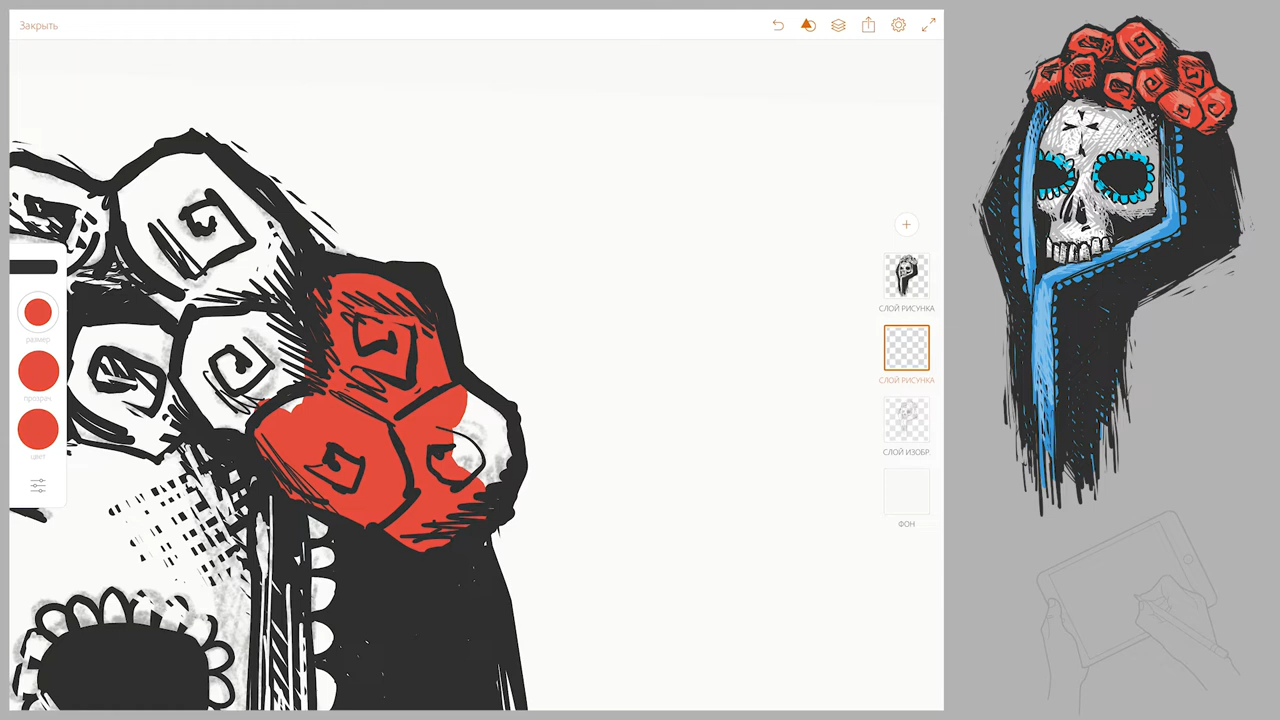 Закрыть
размер
прозрач.
цвет
СЛОЙ РИСУНКА
СЛОЙ РИСУНКА
СЛОЙ ИЗОБР.
ФОН